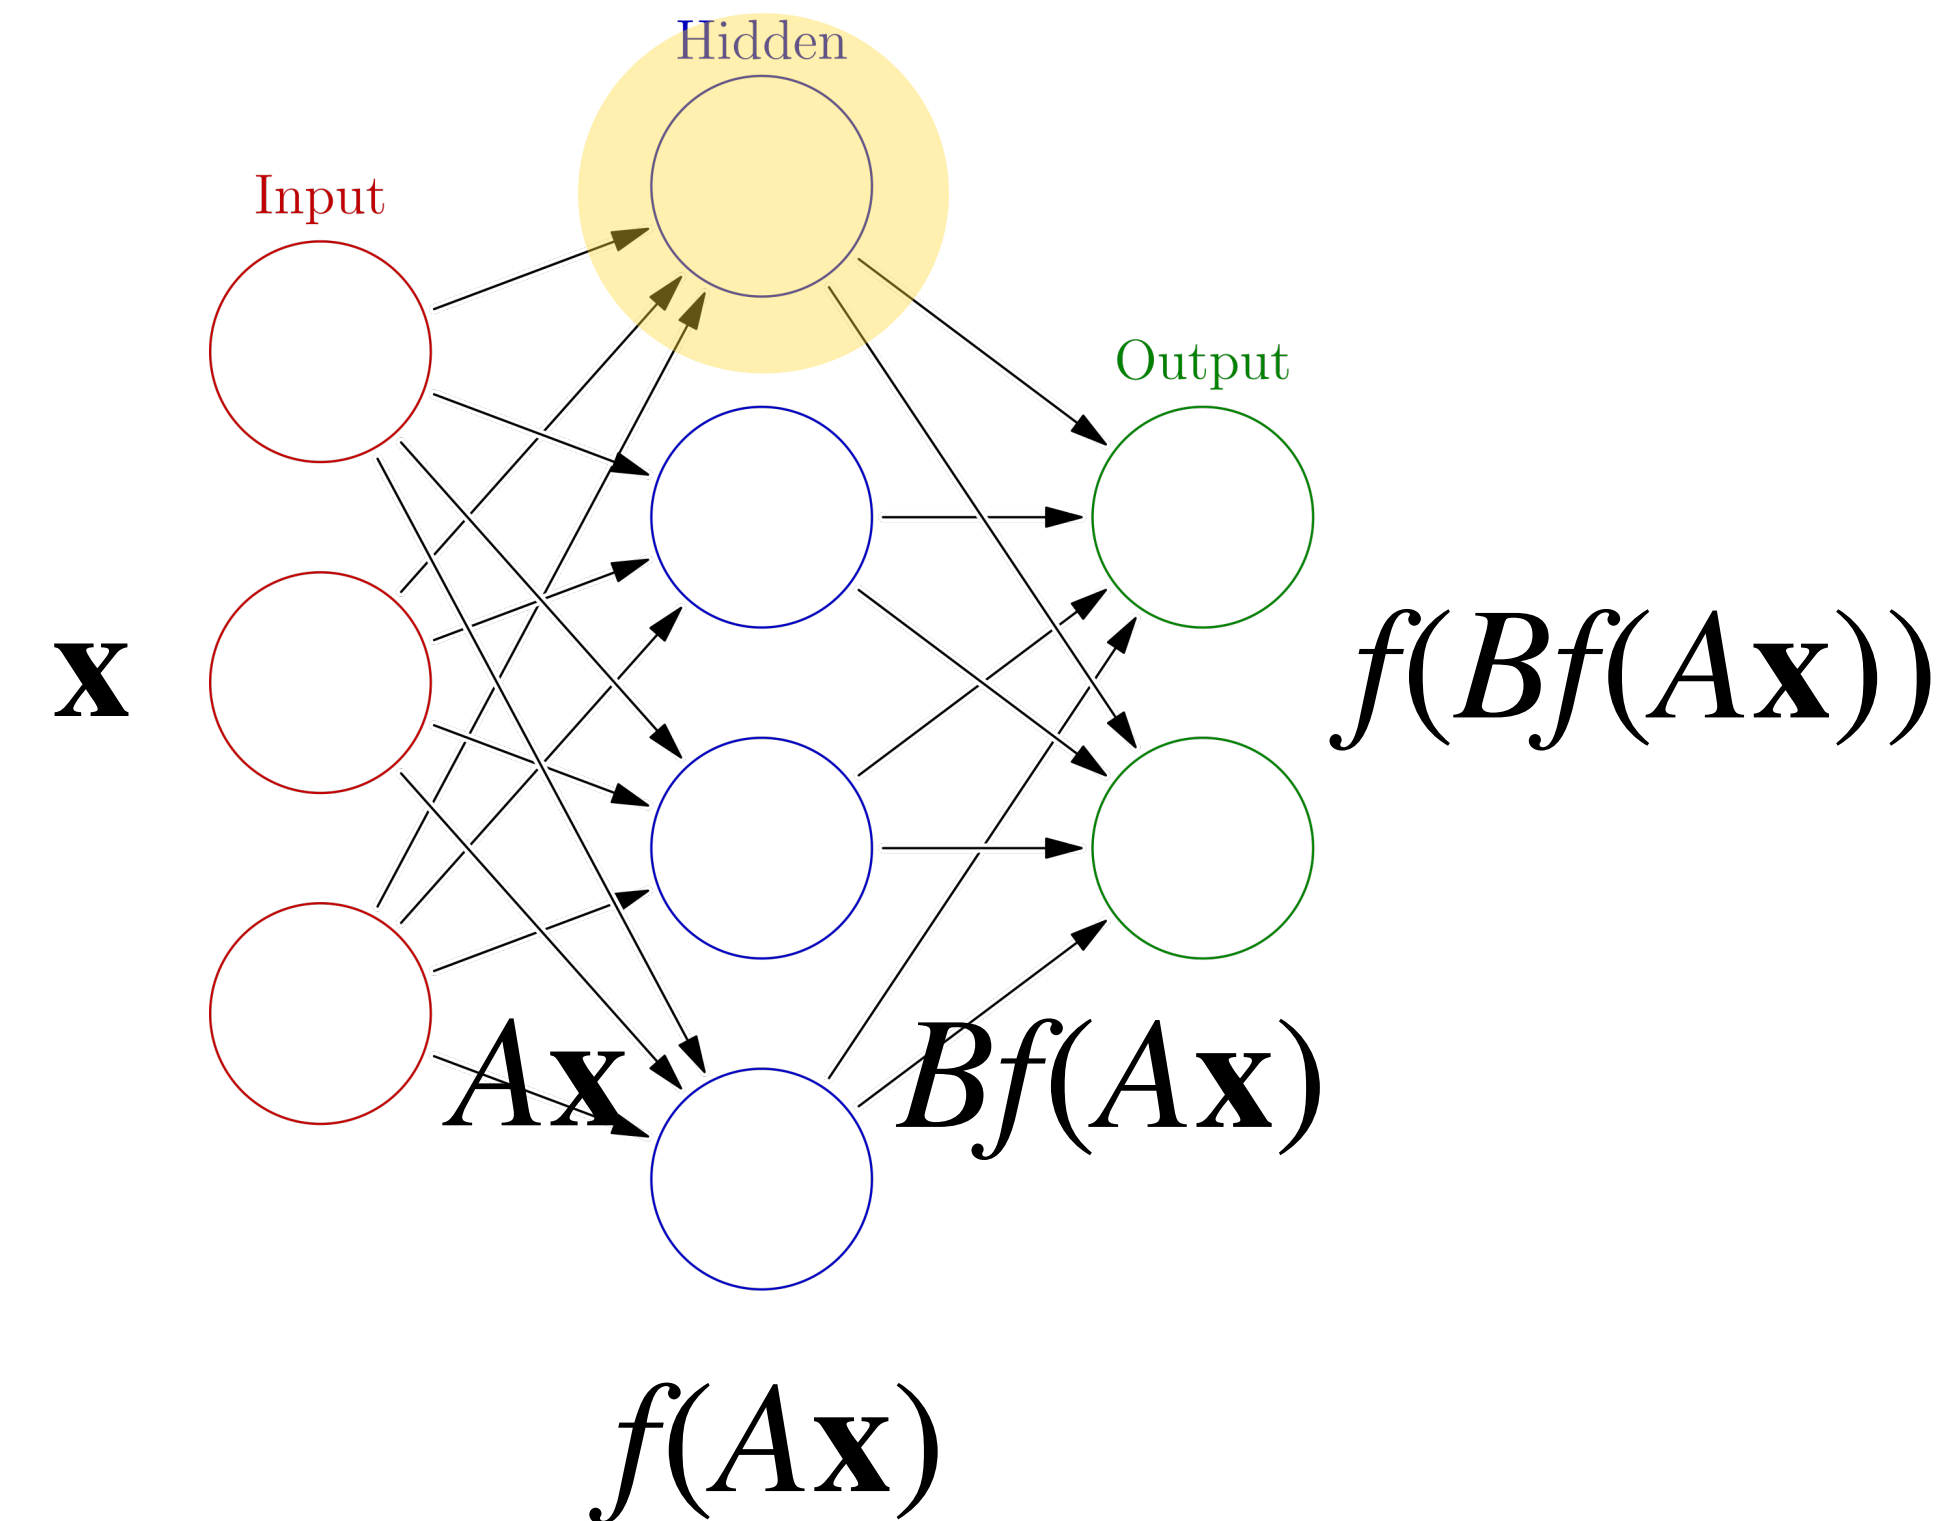 Hidden
Input
Output
x
f(Bf(Ax))
Ax
Bf(Ax)
f(Ax)